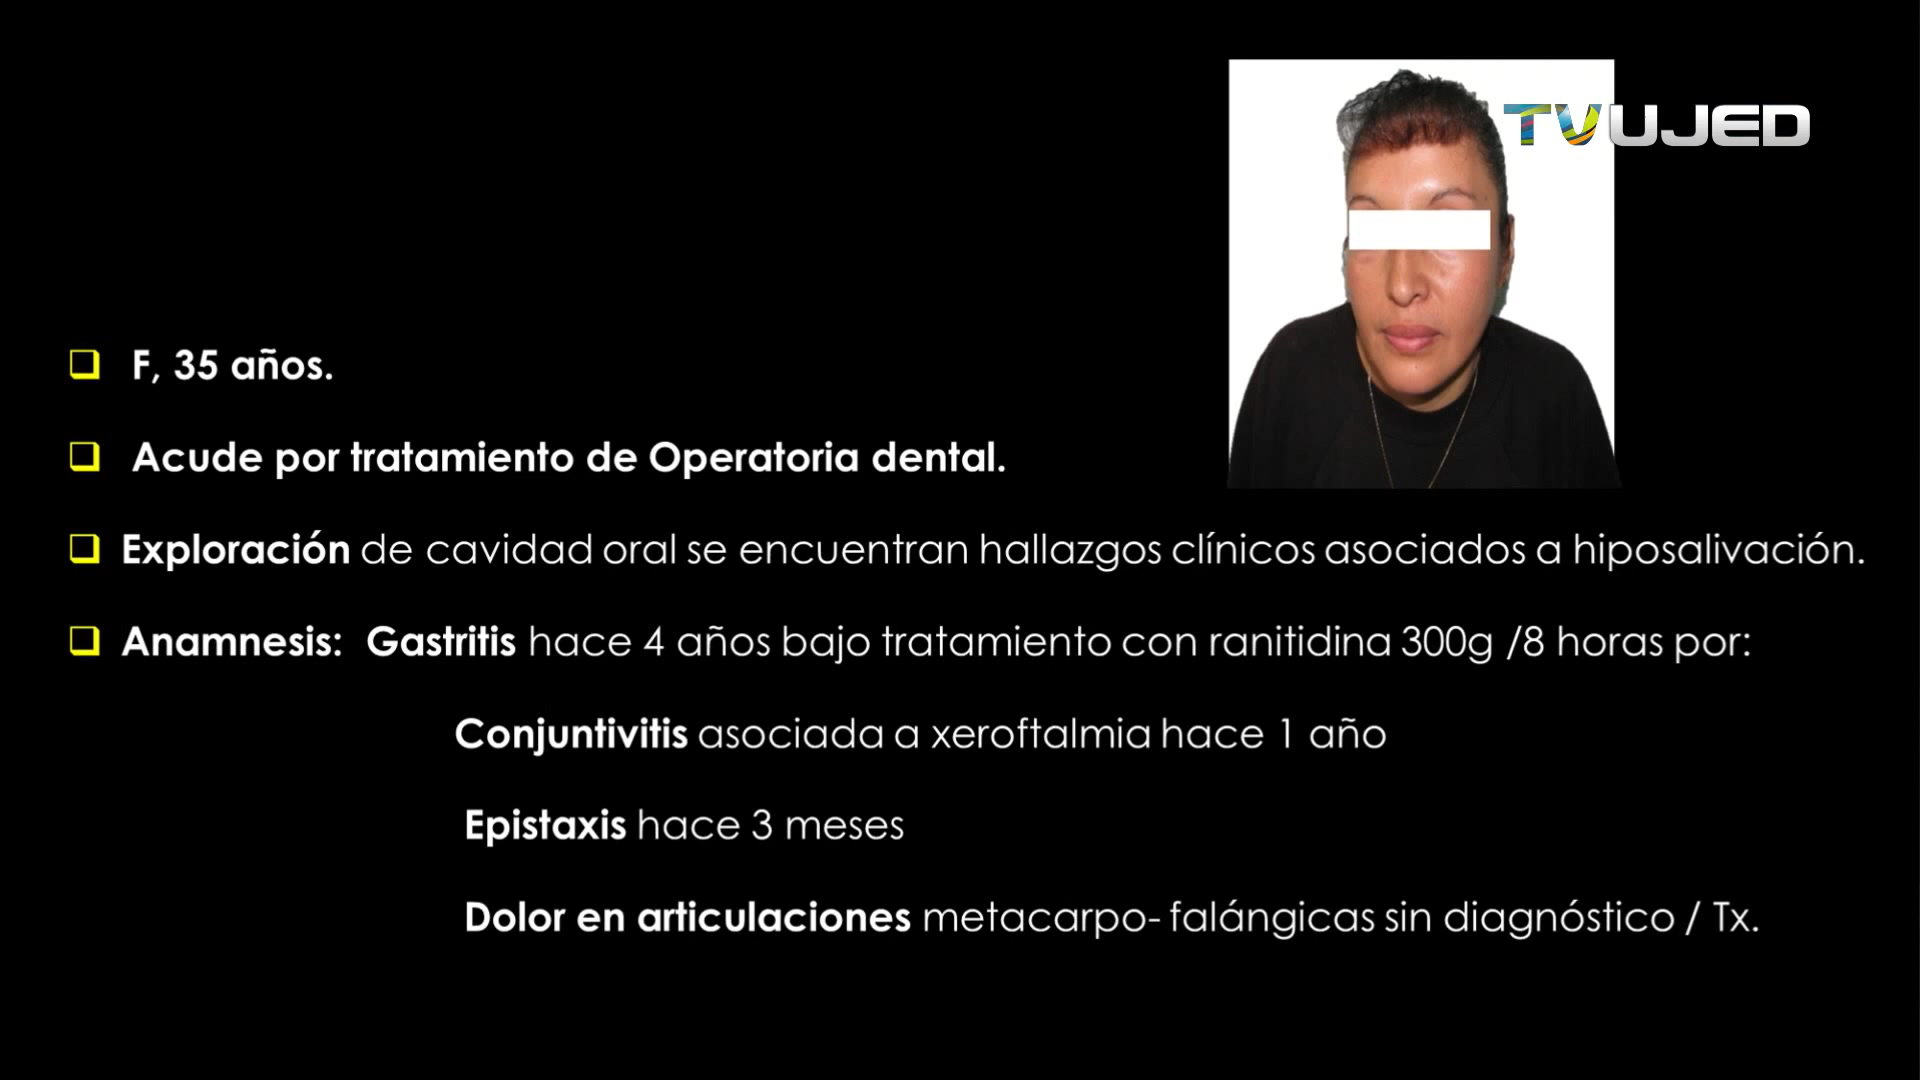 TVUJED
F, 35 años.
Acude por tratamiento de Operatoria dental.
Exploración de cavidad oral se encuentran hallazgos clínicos asociados a hiposalivación.
Anamnesis: Gastritis hace 4 años bajo tratamiento con ranitidina 300g /8 horas por:
Conjuntivitis asociada a xeroftalmia hace 1 año
Epistaxis hace 3 meses
Dolor en articulaciones metacarpo- falángicas sin diagnóstico / Tx.